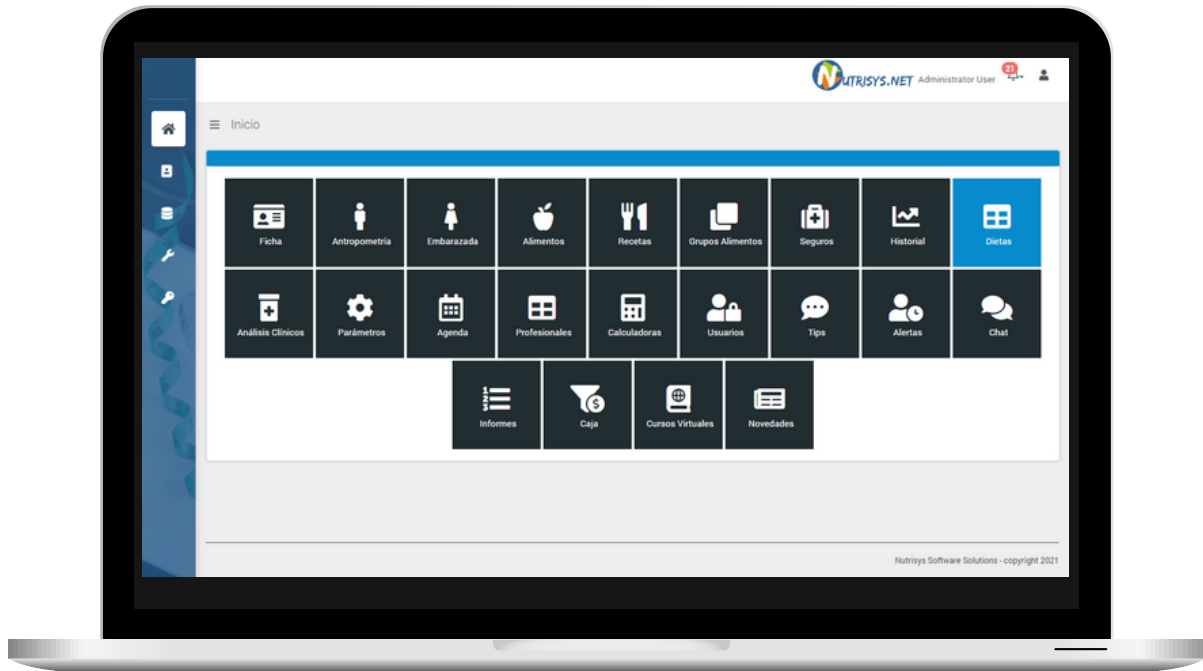 NUTRISYS.NET Administrator User 21
Inicio
Ficha Antropometría Embarazada Alimentos Recetas Grupos Alimentos Seguros Historial Dietas
Análisis Clínicos Parámetros Agenda Profesionales Calculadoras Usuarios Tips Alertas Chat
Informes Caja Cursos Virtuales Novedades
Nutrisys Software Solutions - copyright 2021